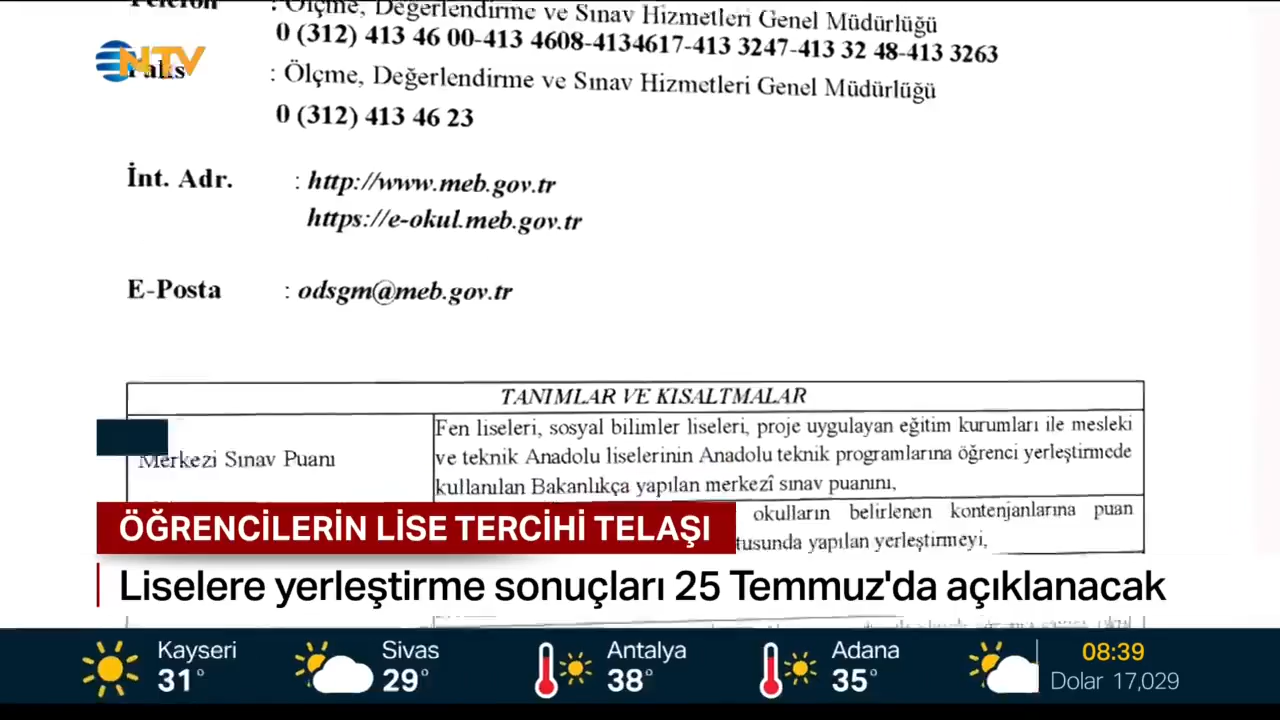 Telefon : Ölçme, Değerlendirme ve Sınav Hizmetleri Genel Müdürlüğü
0 (312) 413 46 00-413 4608-4134617-413 3247-413 32 48-413 3263
NTV
Faks : Ölçme, Değerlendirme ve Sınav Hizmetleri Genel Müdürlüğü
0 (312) 413 46 23
İnt. Adr. : http://www.meb.gov.tr
https://e-okul.meb.gov.tr
E-Posta : odsgm@meb.gov.tr
TANIMLAR VE KISALTMALAR
Merkezi Sınav Puanı
Fen liseleri, sosyal bilimler liseleri, proje uygulayan eğitim kurumları ile mesleki
ve teknik Anadolu liselerinin Anadolu teknik programlarına öğrenci yerleştirmede
kullanılan Bakanlıkça yapılan merkezî sınav puanını,
okulların belirlenen kontenjanlarına puan
yapılan yerleştirmeyi,
ÖĞRENCİLERİN LİSE TERCİHİ TELAŞI
Liselere yerleştirme sonuçları 25 Temmuz'da açıklanacak
Kayseri
31°
Sivas
29°
Antalya
38°
Adana
35°
08:39
Dolar 17,029